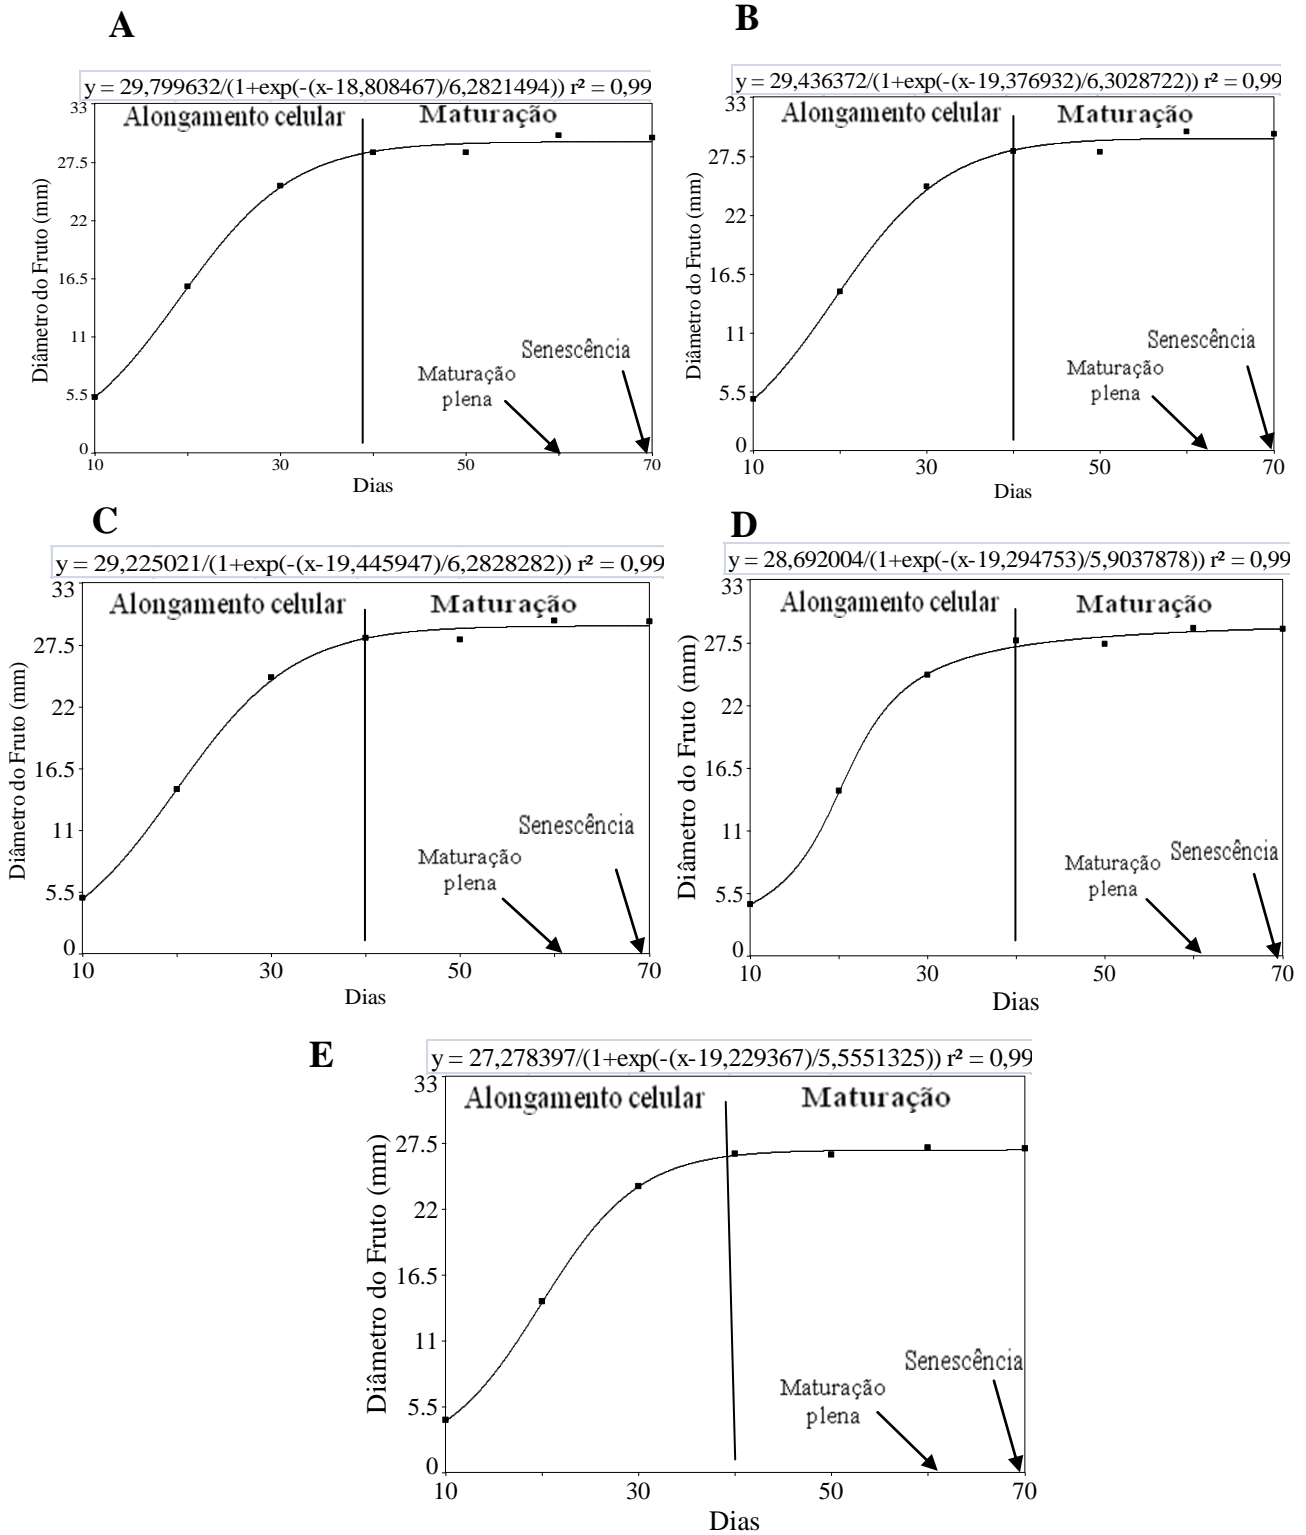 A
y = 29,799632/(1+exp(-(x-18,808467)/6,2821494)) r² = 0,99
Alongamento celular
Maturação
33
27.5
22
16.5
11
5.5
0
Diâmetro do Fruto (mm)
Senescência
Maturação
plena
10
30
50
70
Dias
B
y = 29,436372/(1+exp(-(x-19,376932)/6,3028722)) r² = 0,99
Alongamento celular
Maturação
33
27.5
22
16.5
11
5.5
0
Diâmetro do Fruto (mm)
Senescência
Maturação
plena
10
30
50
70
Dias
C
y = 29,225021/(1+exp(-(x-19,445947)/6,2828282)) r² = 0,99
Alongamento celular
Maturação
33
27.5
22
16.5
11
5.5
0
Diâmetro do Fruto (mm)
Senescência
Maturação
plena
10
30
50
70
Dias
D
y = 28,692004/(1+exp(-(x-19,294753)/5,9037878)) r² = 0,99
Alongamento celular
Maturação
33
27.5
22
16.5
11
5.5
0
Diâmetro do Fruto (mm)
Senescência
Maturação
plena
10
30
50
70
Dias
E
y = 27,278397/(1+exp(-(x-19,229367)/5,5551325)) r² = 0,99
Alongamento celular
Maturação
33
27.5
22
16.5
11
5.5
0
Diâmetro do Fruto (mm)
Senescência
Maturação
plena
10
30
50
70
Dias